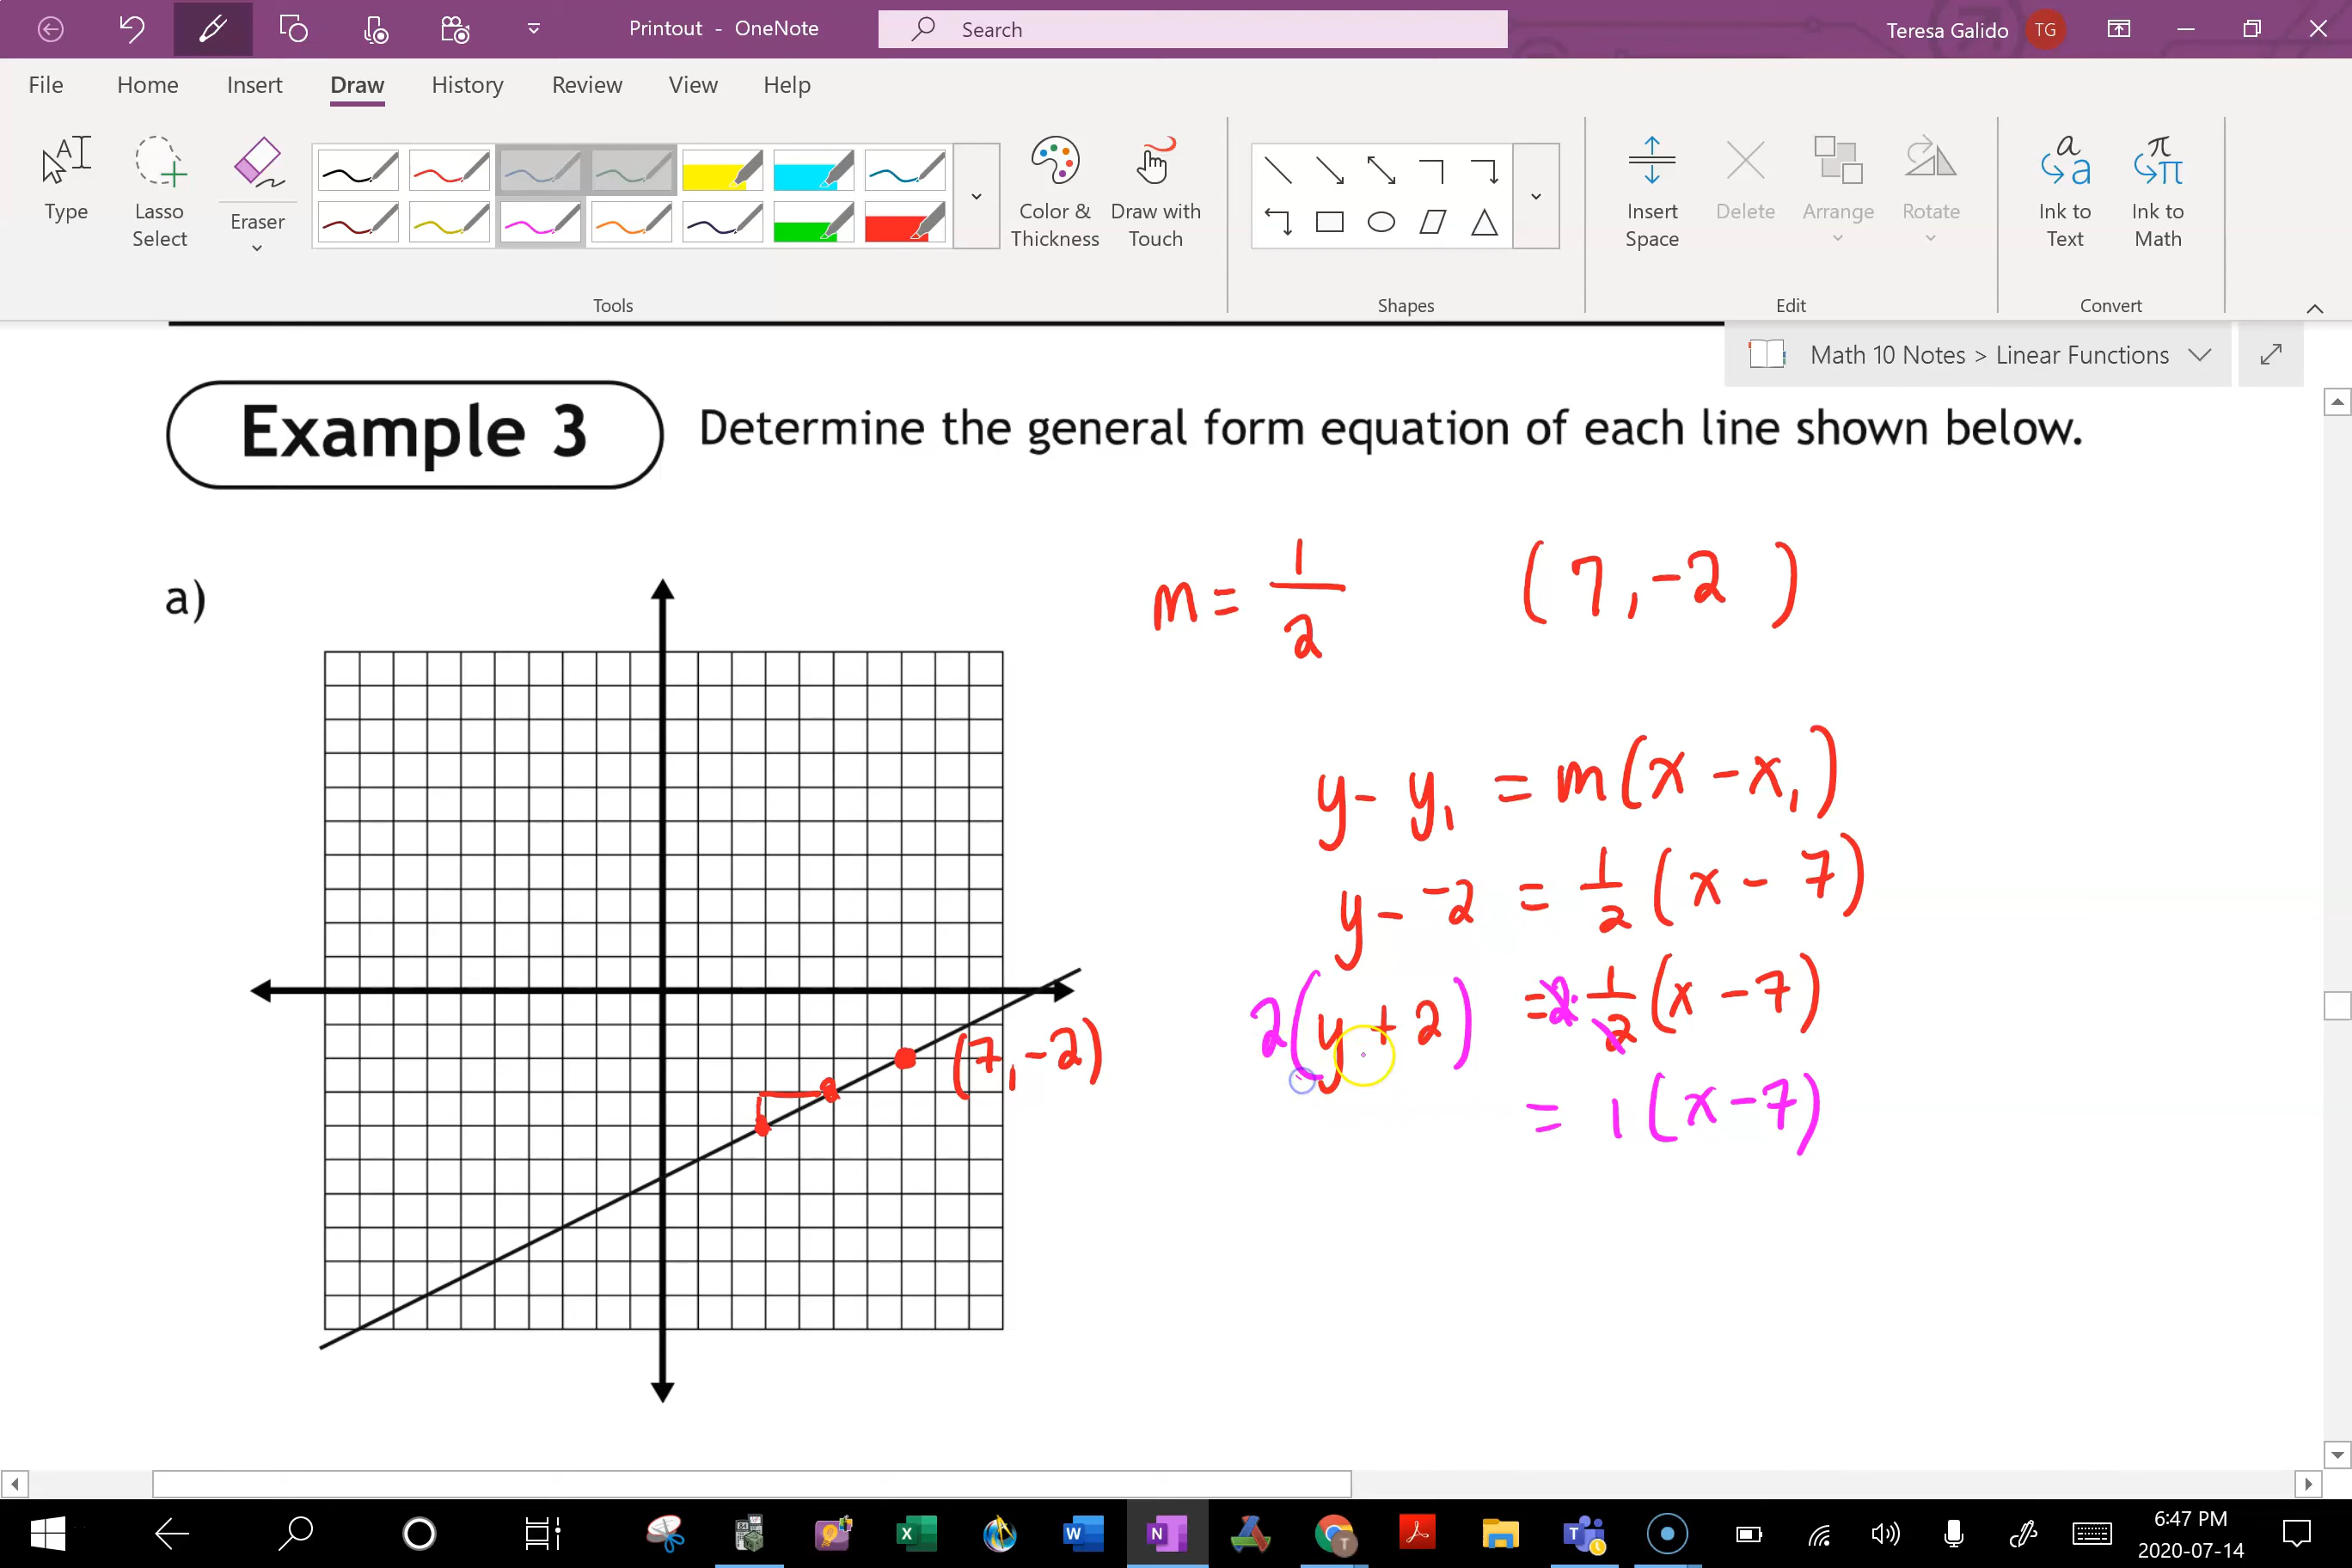 Printout - OneNote
Search
Teresa Galido TG
File Home Insert Draw History Review View Help
Type
Lasso Select
Eraser
Color & Thickness
Draw with Touch
Insert Space
Delete
Arrange
Rotate
Ink to Text
Ink to Math
Tools Shapes Edit Convert
Math 10 Notes > Linear Functions
Example 3 Determine the general form equation of each line shown below.
a)
m = 1/2 (7, -2)
y - y₁ = m(x - x₁)
y - -2 = 1/2 (x - 7)
2(y + 2) = 2 · 1/2 (x - 7)
(7, -2)
= 1(x - 7)
6:47 PM
2020-07-14